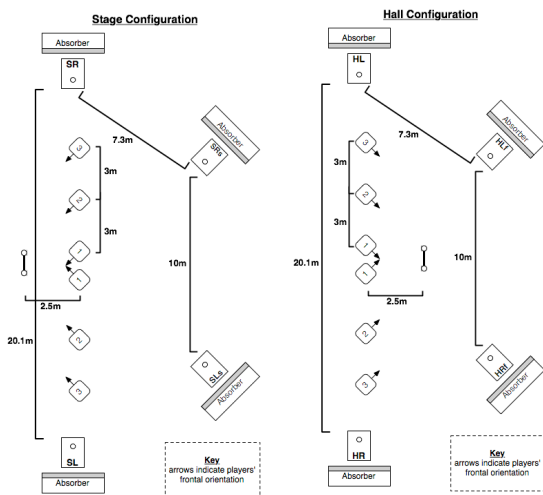 Stage Configuration
Absorber
SR
7.3m
Absorber
SRs
3
3m
2
3m
1
1
2.5m
10m
20.1m
2
3
SLs
Absorber
SL
Absorber
Key
arrows indicate players'
frontal orientation
Hall Configuration
Absorber
HL
7.3m
Absorber
HLf
3
3m
2
3m
1
1
10m
20.1m
2.5m
2
3
HRf
Absorber
HR
Absorber
Key
arrows indicate players'
frontal orientation